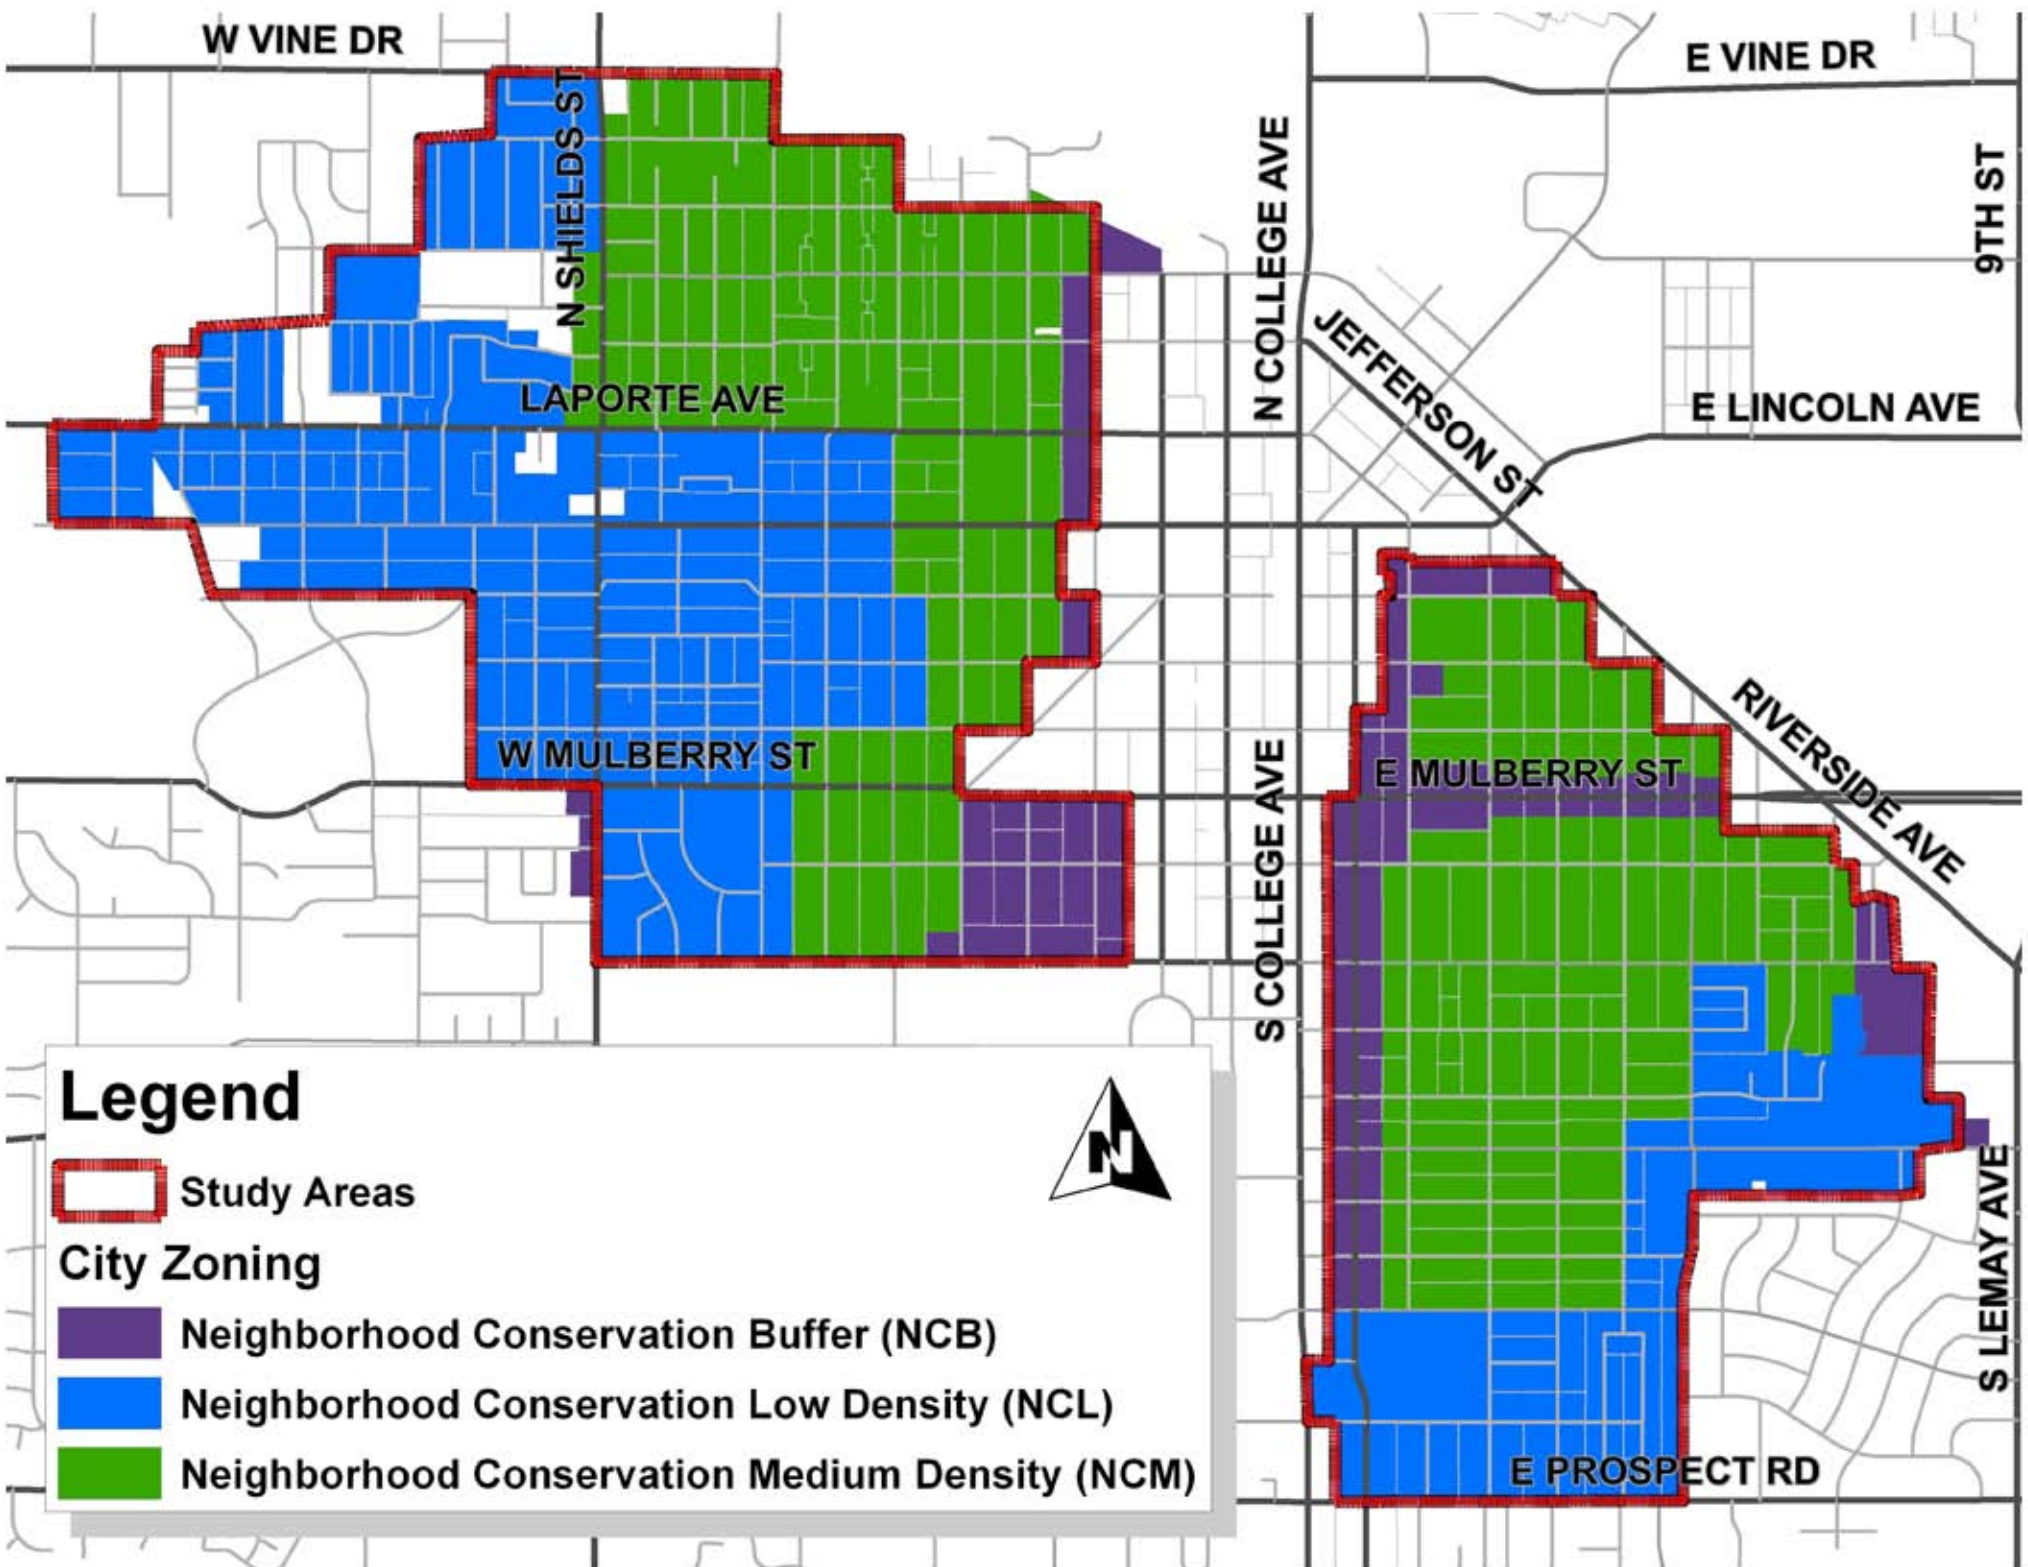 W VINE DR
E VINE DR
N SHIELDS ST
N COLLEGE AVE
9TH ST
JEFFERSON ST
LAPORTE AVE
E LINCOLN AVE
W MULBERRY ST
E MULBERRY ST
RIVERSIDE AVE
S COLLEGE AVE
S LEMAY AVE
E PROSPECT RD
Legend
N
Study Areas
City Zoning
Neighborhood Conservation Buffer (NCB)
Neighborhood Conservation Low Density (NCL)
Neighborhood Conservation Medium Density (NCM)